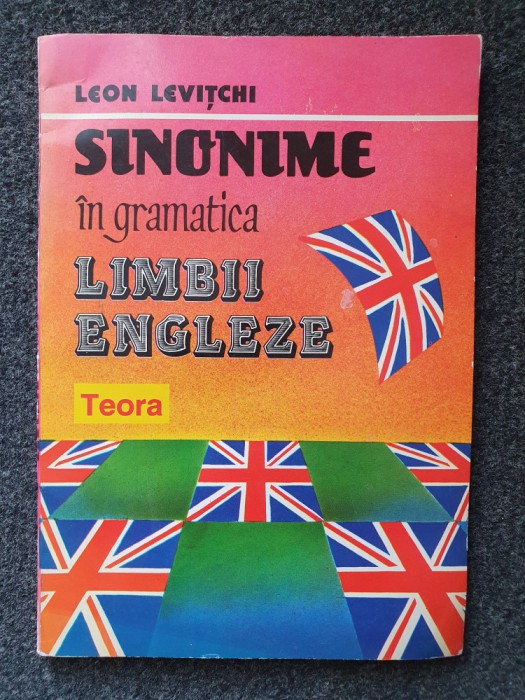 LEON LEVIȚCHI
SINONIME
în gramatica
LIMBII
ENGLEZE
Teora